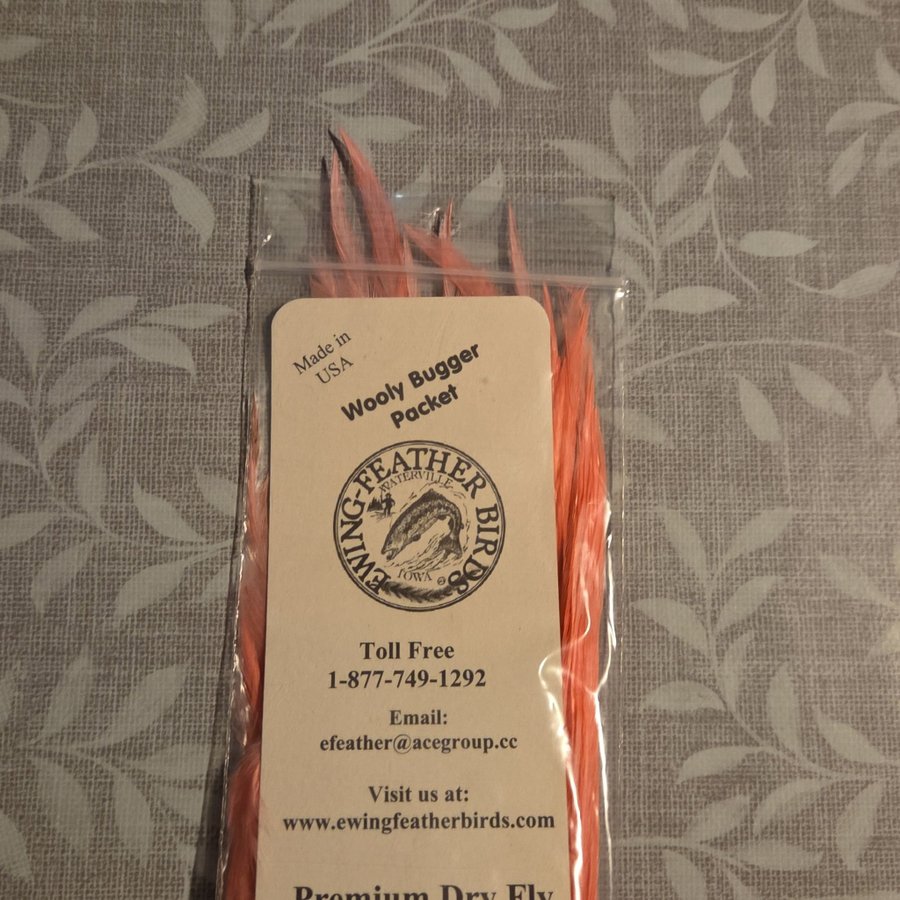 Made in
USA
Wooly Bugger
Packet
EWING-FEATHER BIRDS
WATERVILLE
IOWA
Toll Free
1-877-749-1292
Email:
efeather@acegroup.cc
Visit us at:
www.ewingfeatherbirds.com
Premium Dry Fly